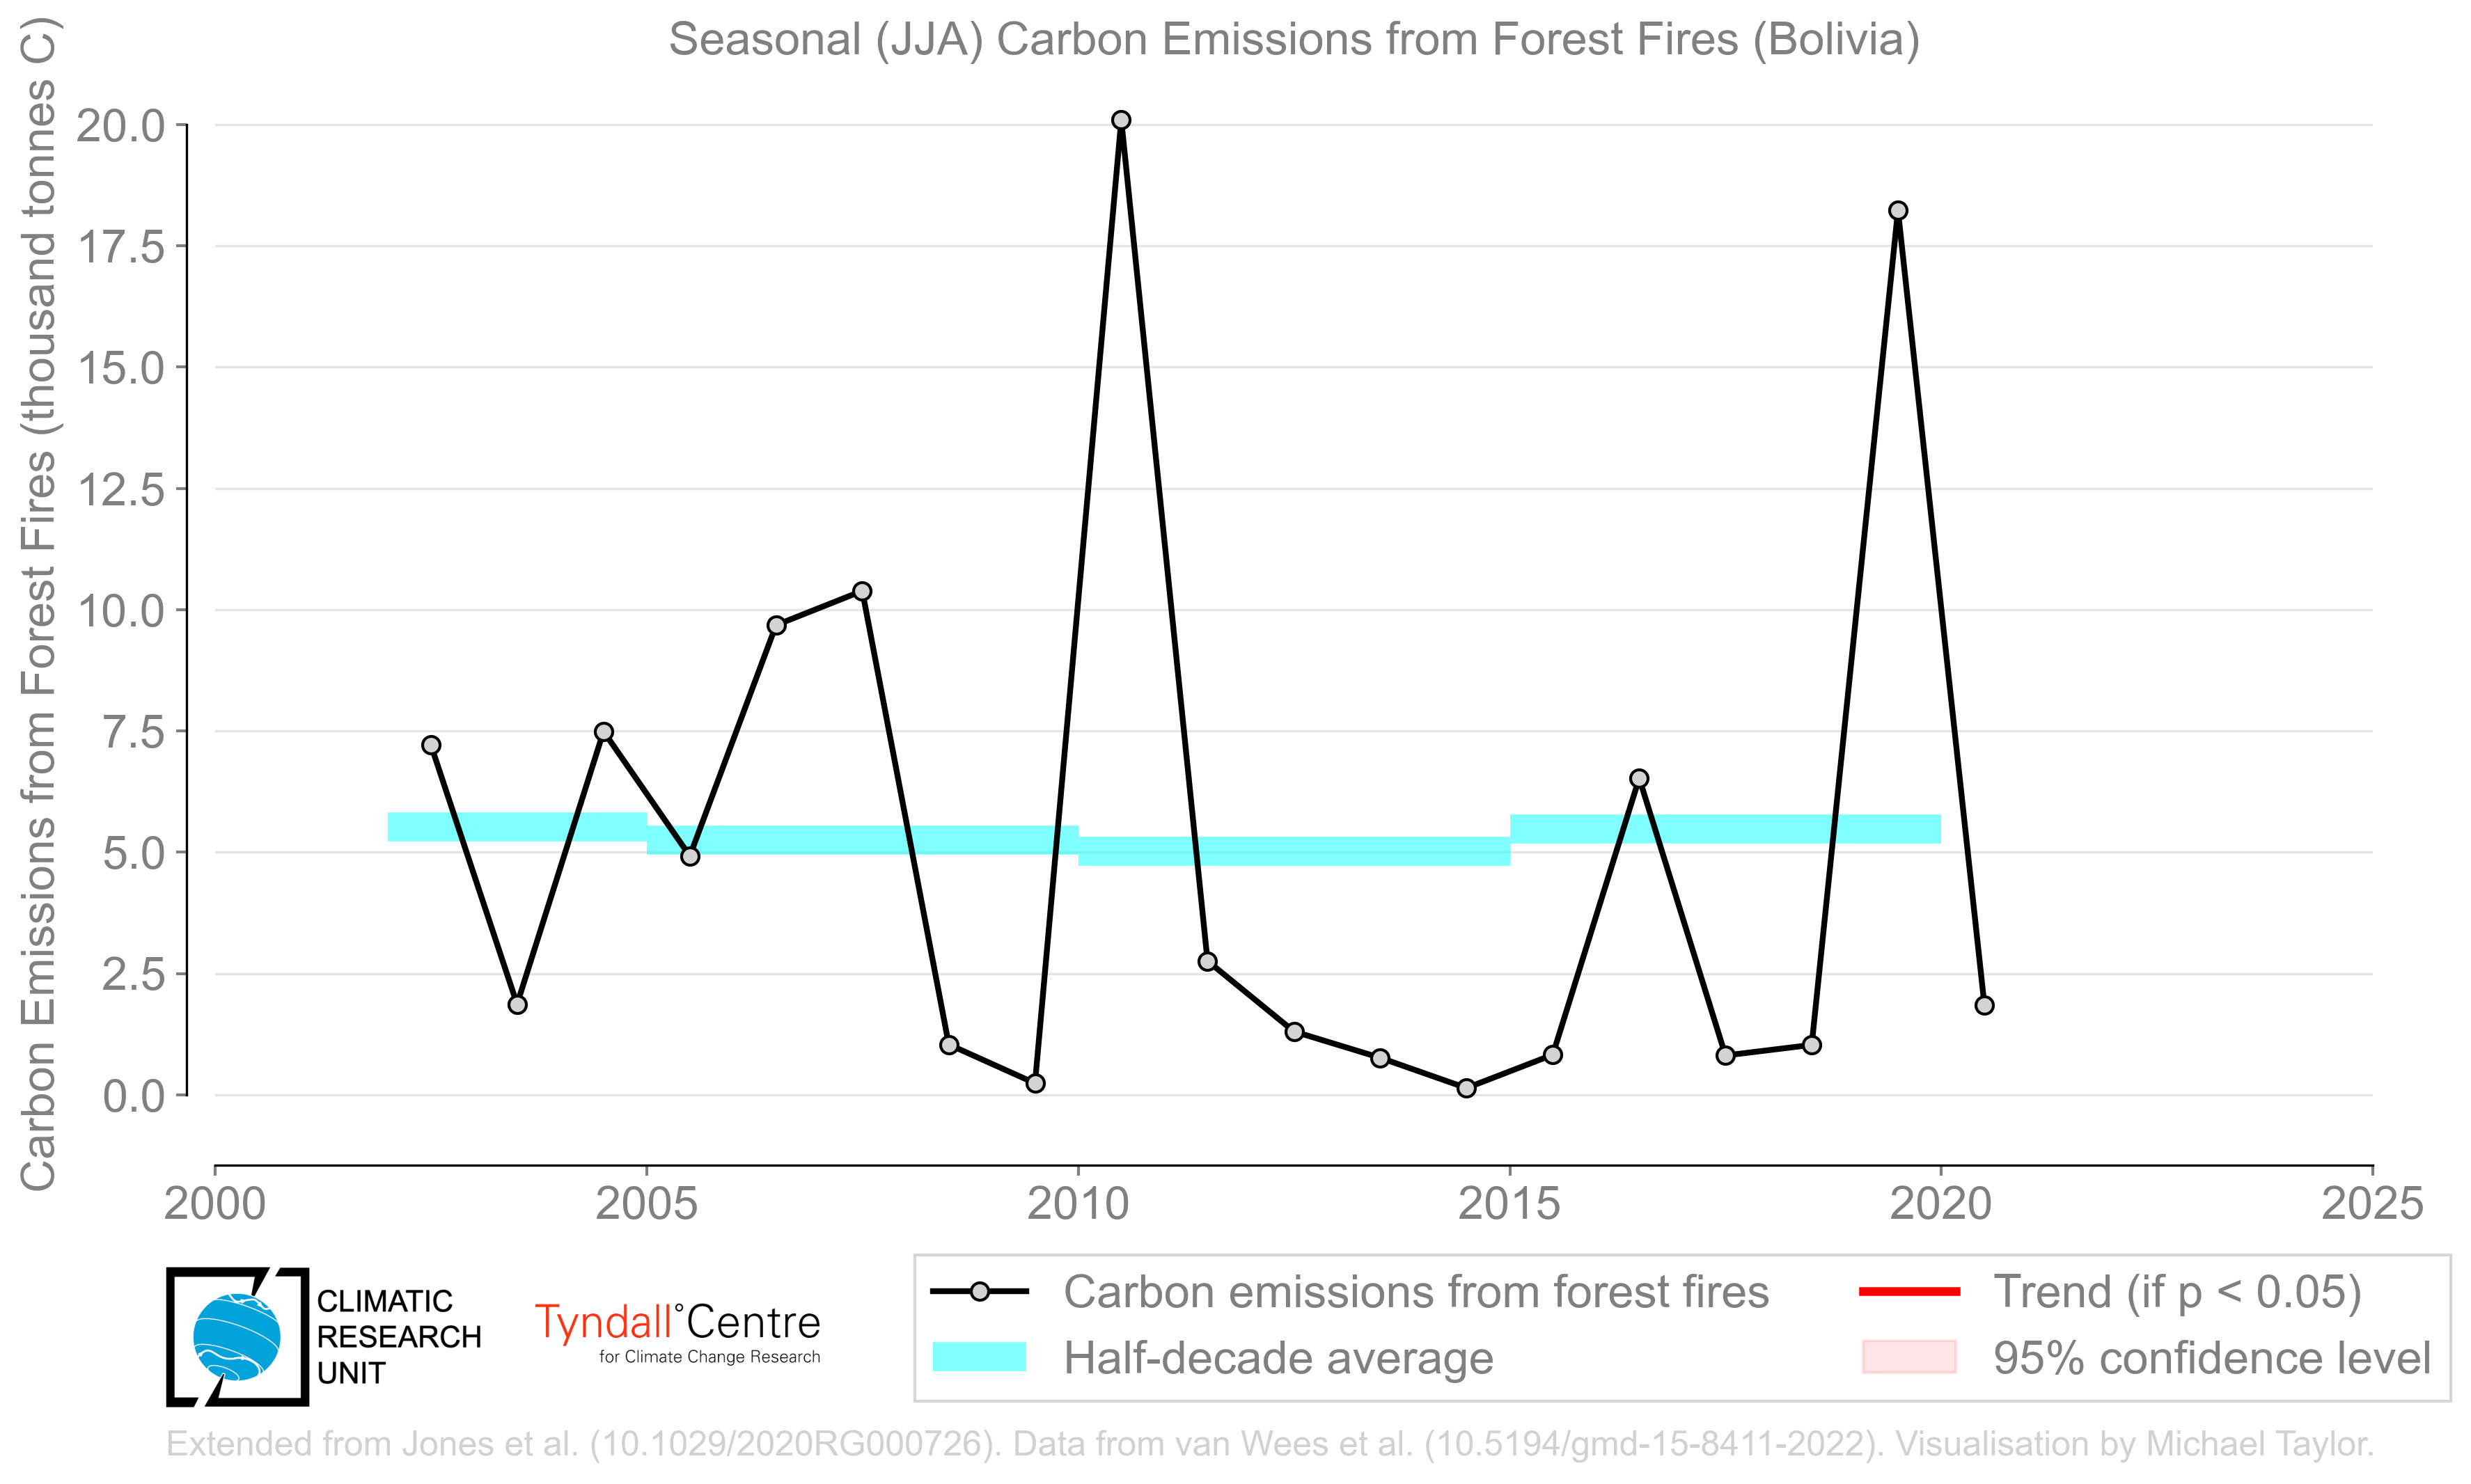 Seasonal (JJA) Carbon Emissions from Forest Fires (Bolivia)
Carbon Emissions from Forest Fires (thousand tonnes C)
20.0
17.5
15.0
12.5
10.0
7.5
5.0
2.5
0.0
2000 2005 2010 2015 2020 2025
CLIMATIC
RESEARCH
UNIT
Tyndall°Centre
for Climate Change Research
Carbon emissions from forest fires
Half-decade average
Trend (if p < 0.05)
95% confidence level
Extended from Jones et al. (10.1029/2020RG000726). Data from van Wees et al. (10.5194/gmd-15-8411-2022). Visualisation by Michael Taylor.